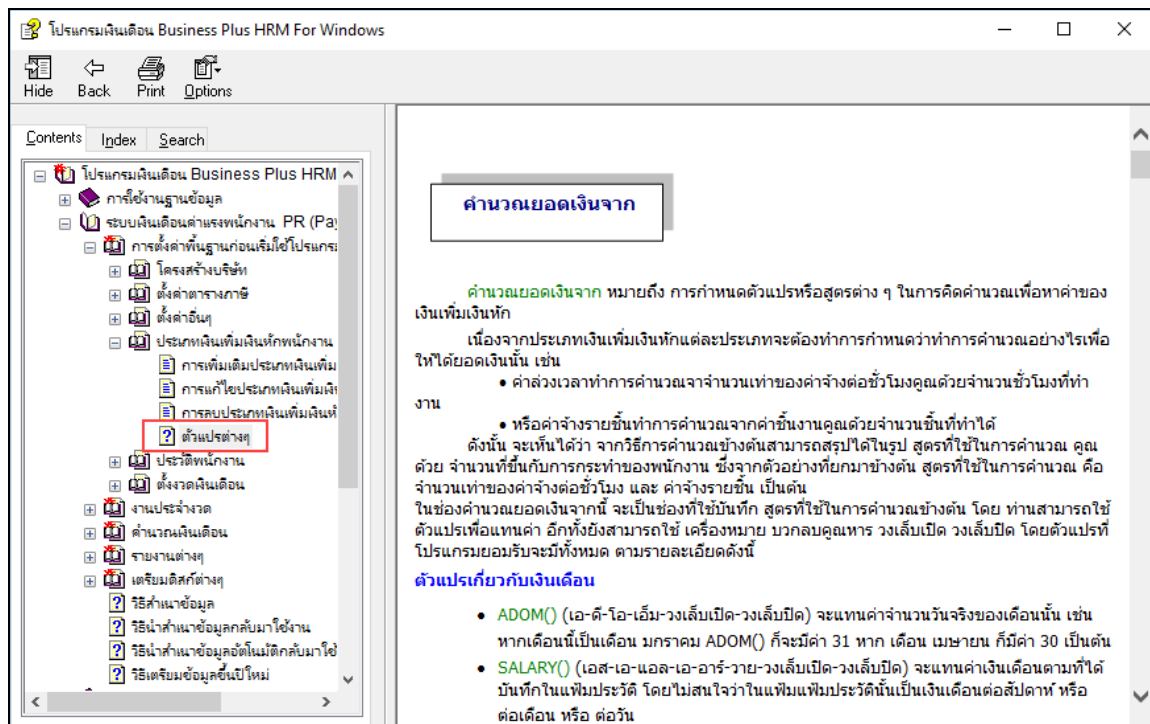 โปรแกรมเงินเดือน Business Plus HRM For Windows
Hide Back Print Options
Contents Index Search
โปรแกรมเงินเดือน Business Plus HRM
การใช้งานฐานข้อมูล
ระบบเงินเดือนค่าแรงพนักงาน PR (Pay
การตั้งค่าพื้นฐานก่อนเริ่มใช้โปรแกรม
โครงสร้างบริษัท
ตั้งค่าตารางภาษี
ตั้งค่าอื่นๆ
ประเภทเงินเพิ่มเงินหักพนักงาน
การเพิ่มเติมประเภทเงินเพิ่ม
การแก้ไขประเภทเงินเพิ่มเงิ
การลบประเภทเงินเพิ่มเงินหั
ตัวแปรต่างๆ
ประวัติพนักงาน
ตั้งงวดเงินเดือน
งานประจำงวด
คำนวณเงินเดือน
รายงานต่างๆ
เตรียมดิสก์ต่างๆ
วิธีสำเนาข้อมูล
วิธีนำสำเนาข้อมูลกลับมาใช้งาน
วิธีนำสำเนาข้อมูลอัตโนมัติกลับมาใช้
วิธีเตรียมข้อมูลขึ้นปีใหม่
คำนวณยอดเงินจาก
คำนวณยอดเงินจาก หมายถึง การกำหนดตัวแปรหรือสูตรต่าง ๆ ในการคิดคำนวณเพื่อหาค่าของ
เงินเพิ่มเงินหัก
เนื่องจากประเภทเงินเพิ่มเงินหักแต่ละประเภทจะต้องทำการกำหนดว่าทำการคำนวณอย่างไรเพื่อ
ให้ได้ยอดเงินนั้น เช่น
• ค่าล่วงเวลาทำการคำนวณจาจำนวนเท่าของค่าจ้างต่อชั่วโมงคูณด้วยจำนวนชั่วโมงที่ทำ
งาน
• หรือค่าจ้างรายชิ้นทำการคำนวณจากค่าชิ้นงานคูณด้วยจำนวนชิ้นที่ทำได้
ดังนั้น จะเห็นได้ว่า จากวิธีการคำนวณข้างต้นสามารถสรุปได้ในรูป สูตรที่ใช้ในการคำนวณ คูณ
ด้วย จำนวนที่ขึ้นกับการกระทำของพนักงาน ซึ่งจากตัวอย่างที่ยกมาข้างต้น สูตรที่ใช้ในการคำนวณ คือ
จำนวนเท่าของค่าจ้างต่อชั่วโมง และ ค่าจ้างรายชิ้น เป็นต้น
ในช่องคำนวณยอดเงินจากนี้ จะเป็นช่องที่ใช้บันทึก สูตรที่ใช้ในการคำนวณข้างต้น โดย ท่านสามารถใช้
ตัวแปรเพื่อแทนค่า อีกทั้งยังสามารถใช้ เครื่องหมาย บวกลบคูณหาร วงเล็บเปิด วงเล็บปิด โดยตัวแปรที่
โปรแกรมยอมรับจะมีทั้งหมด ตามรายละเอียดดังนี้
ตัวแปรเกี่ยวกับเงินเดือน
• ADOM() (เอ-ดี-โอ-เอ็ม-วงเล็บเปิด-วงเล็บปิด) จะแทนค่าจำนวนวันจริงของเดือนนั้น เช่น
หากเดือนนี้เป็นเดือน มกราคม ADOM() ก็จะมีค่า 31 หาก เดือน เมษายน ก็มีค่า 30 เป็นต้น
• SALARY() (เอส-เอ-แอล-เอ-อาร์-วาย-วงเล็บเปิด-วงเล็บปิด) จะแทนค่าเงินเดือนตามที่ได้
บันทึกในแฟ้มประวัติ โดยไม่สนใจว่าในแฟ้มแฟ้มประวัตินั้นเป็นเงินเดือนต่อสัปดาห์ หรือ
ต่อเดือน หรือ ต่อวัน